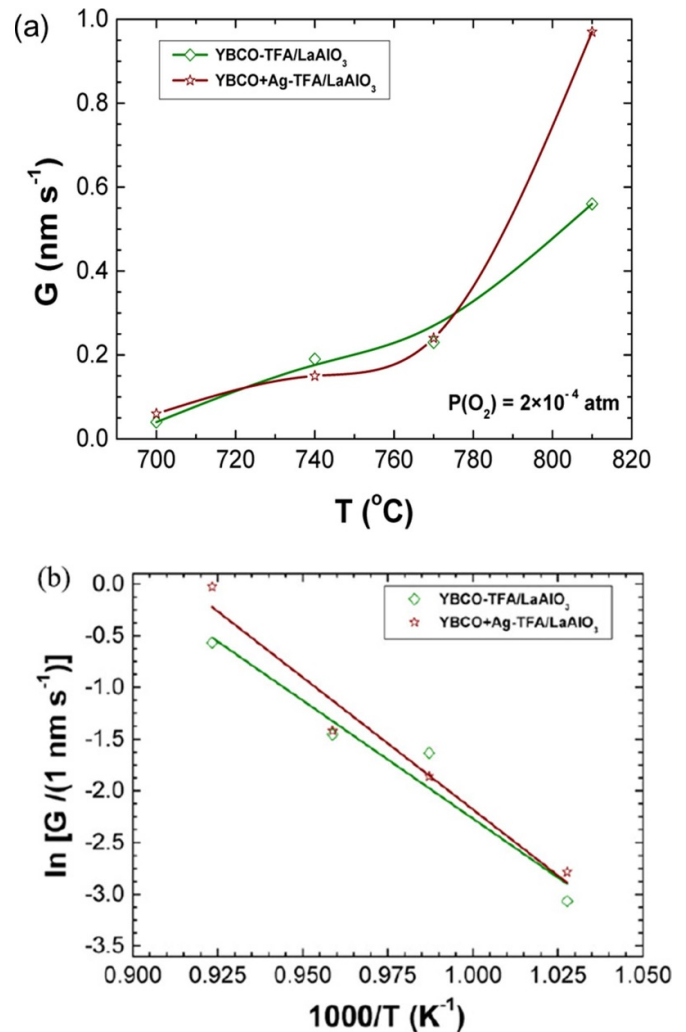 (a)
1.0
0.8
0.6
0.4
0.2
0.0
G (nm s⁻¹)
YBCO-TFA/LaAlO₃
YBCO+Ag-TFA/LaAlO₃
P(O₂) = 2×10⁻⁴ atm
700 720 740 760 780 800 820
T (°C)
(b)
0.0
-0.5
-1.0
-1.5
-2.0
-2.5
-3.0
-3.5
ln [G /(1 nm s⁻¹)]
YBCO-TFA/LaAlO₃
YBCO+Ag-TFA/LaAlO₃
0.900 0.925 0.950 0.975 1.000 1.025 1.050
1000/T (K⁻¹)